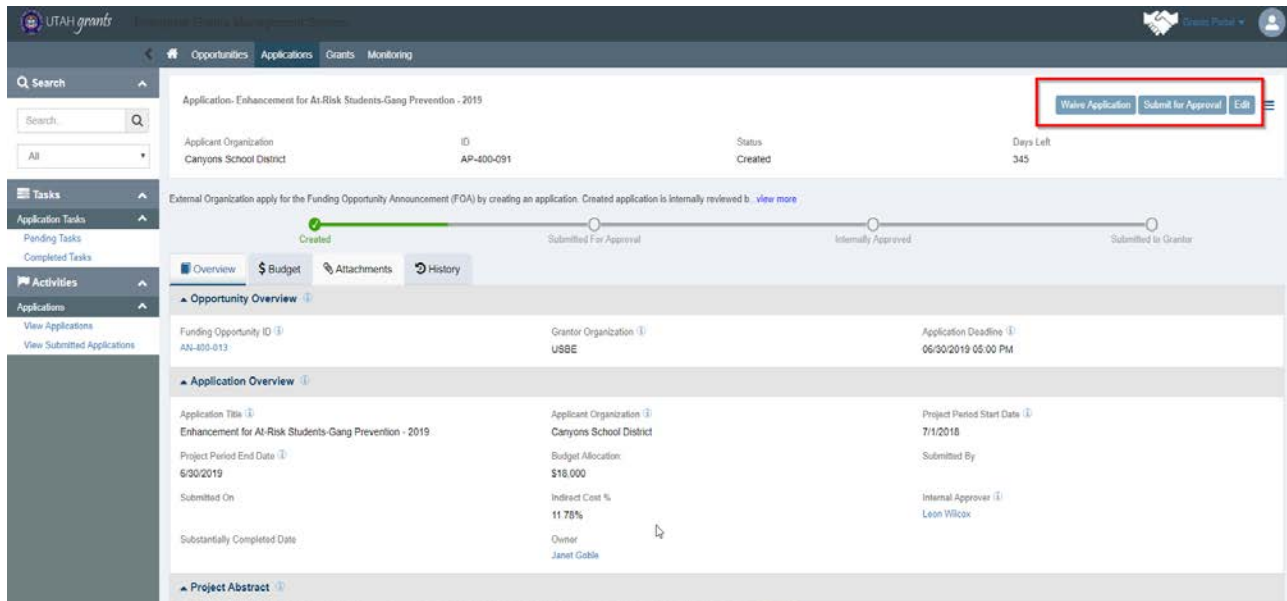 UTAH grants
Opportunities Applications Grants Monitoring
Search
Search..
All
Tasks
Application Tasks
Pending Tasks
Completed Tasks
Activities
Applications
View Applications
View Submitted Applications
Application- Enhancement for At-Risk Students-Gang Prevention - 2019
Waive Application Submit for Approval Edit
Applicant Organization ID Status Days Left
Canyons School District AP-400-091 Created 345
External Organization apply for the Funding Opportunity Announcement (FOA) by creating an application. Created application is internally reviewed b...view more
Created Submitted For Approval Internally Approved Submitted to Grantor
Overview $ Budget Attachments History
Opportunity Overview
Funding Opportunity ID Grantor Organization Application Deadline
AN-400-013 USBE 06/30/2019 05:00 PM
Application Overview
Application Title Applicant Organization Project Period Start Date
Enhancement for At-Risk Students-Gang Prevention - 2019 Canyons School District 7/1/2018
Project Period End Date Budget Allocation Submitted By
6/30/2019 $18,000
Submitted On Indirect Cost % Internal Approver
11.78% Leon Wilcox
Substantially Completed Date Owner
Janet Goble
Project Abstract